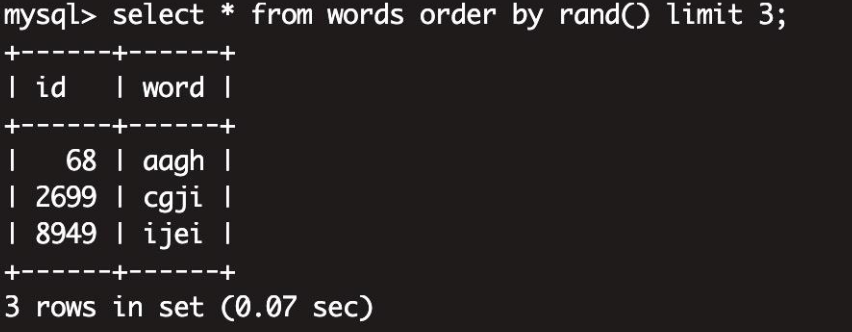 mysql> select * from words order by rand() limit 3;
+------+------+
| id   | word |
+------+------+
|   68 | aagh |
| 2699 | cgji |
| 8949 | ijei |
+------+------+
3 rows in set (0.07 sec)